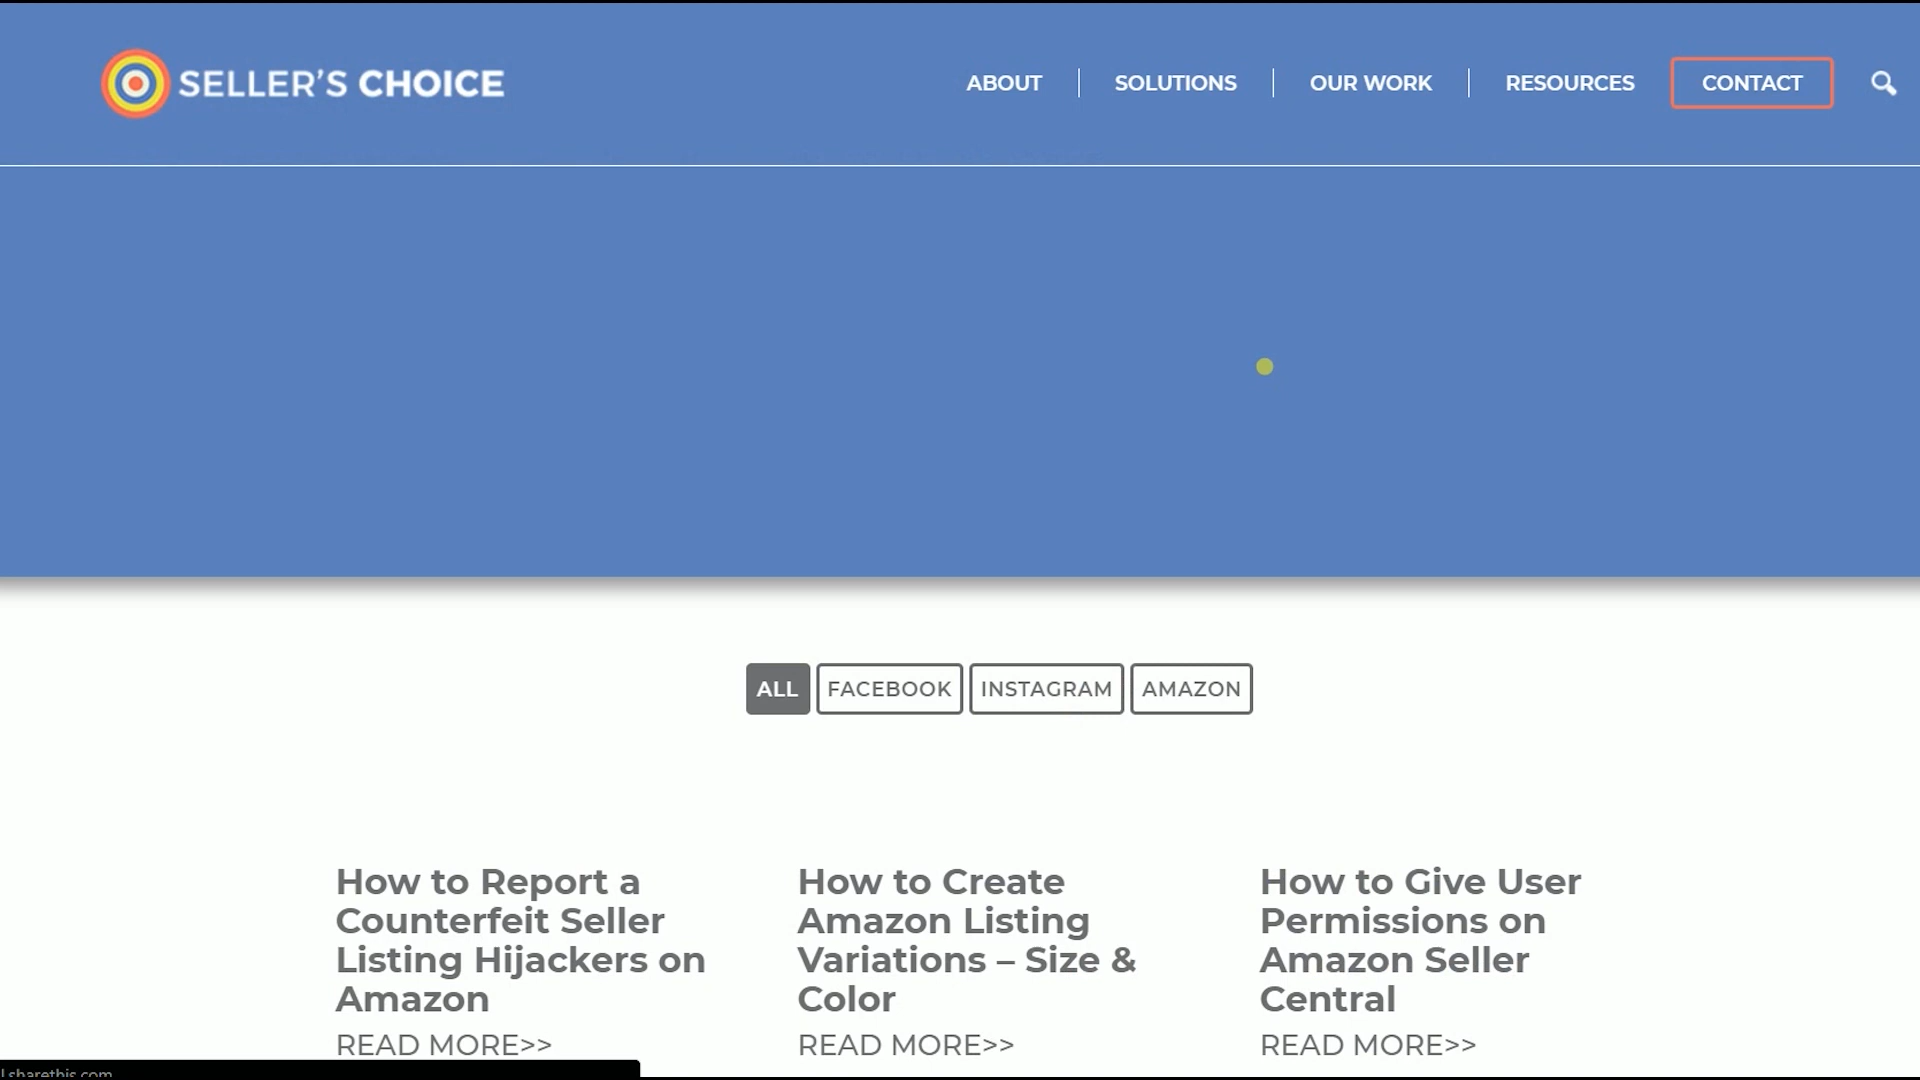 SELLER'S CHOICE
ABOUT
SOLUTIONS
OUR WORK
RESOURCES
CONTACT
ALL
FACEBOOK
INSTAGRAM
AMAZON
How to Report a
Counterfeit Seller
Listing Hijackers on
Amazon
READ MORE>>
How to Create
Amazon Listing
Variations – Size &
Color
READ MORE>>
How to Give User
Permissions on
Amazon Seller
Central
READ MORE>>
l.sharethis.com